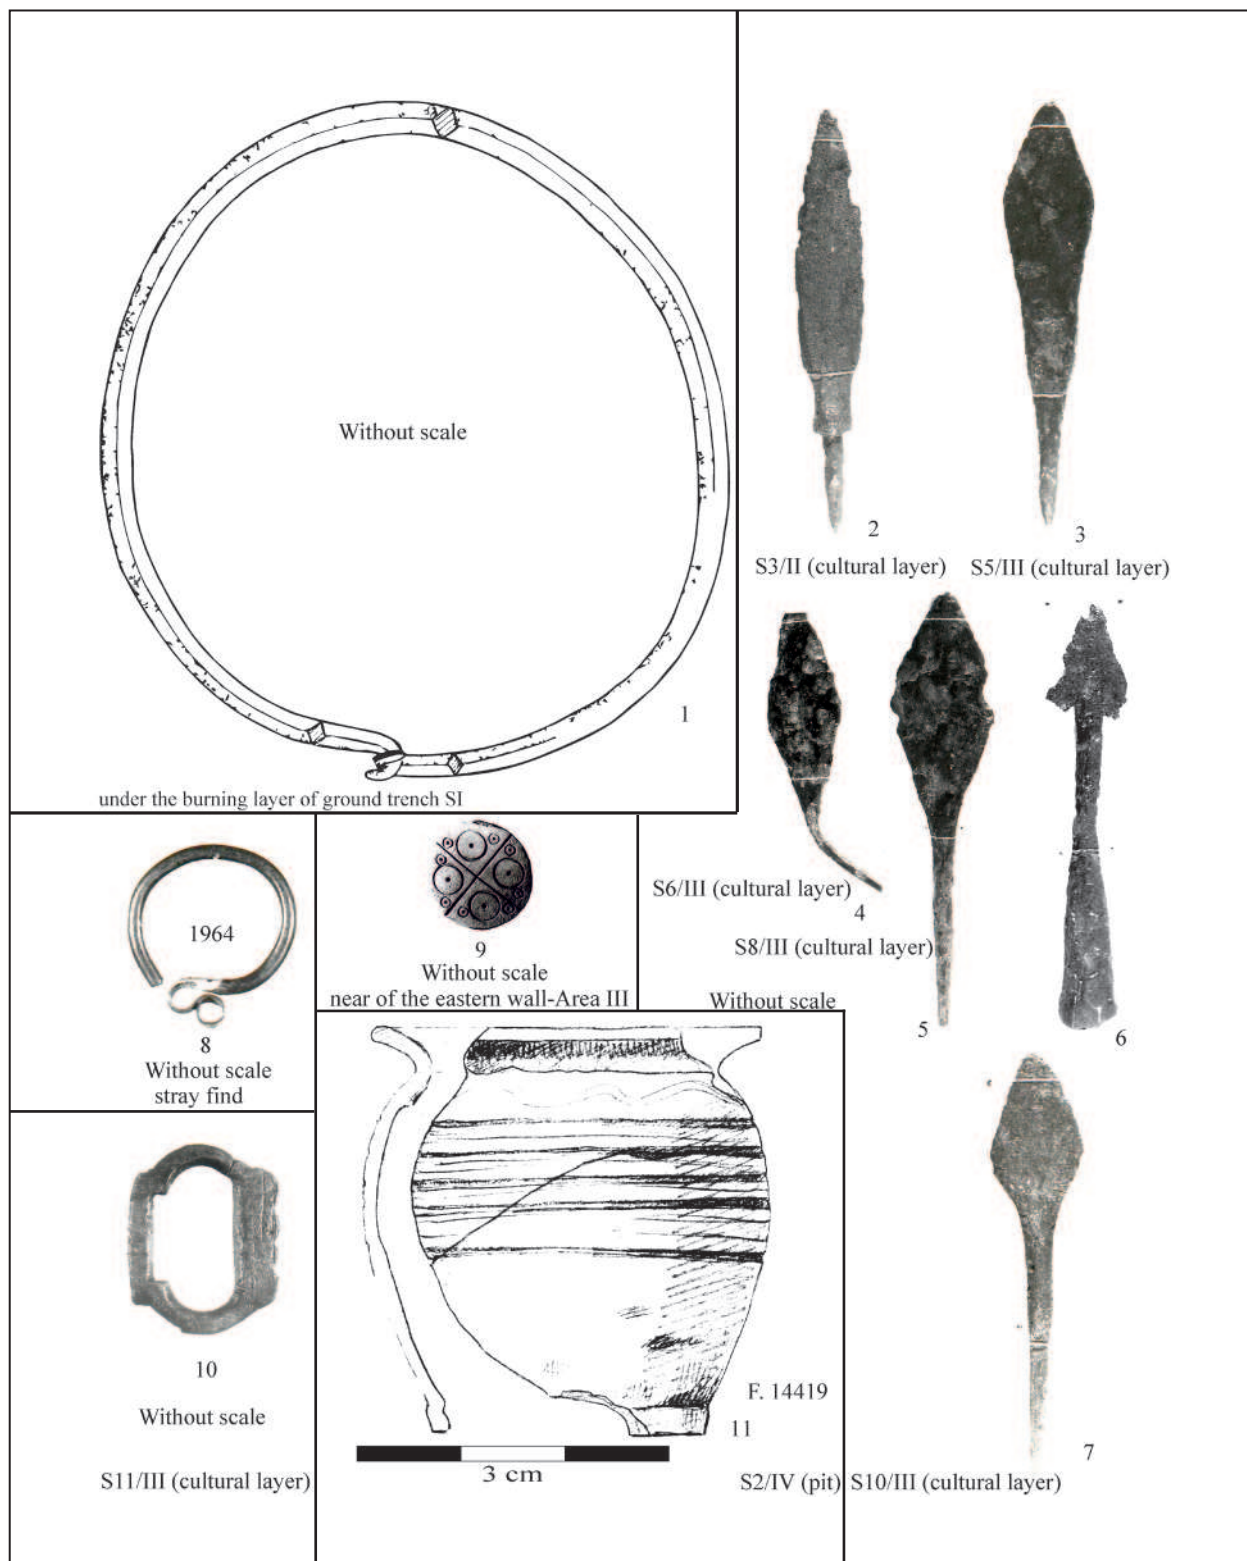 Without scale
1
under the burning layer of ground trench SI
2
3
S3/II (cultural layer)
S5/III (cultural layer)
S6/III (cultural layer)
4
S8/III (cultural layer)
Without scale
5
6
1964
8
Without scale
stray find
9
Without scale
near of the eastern wall-Area III
10
Without scale
S11/III (cultural layer)
F. 14419
11
3 cm
S2/IV (pit)
7
S10/III (cultural layer)